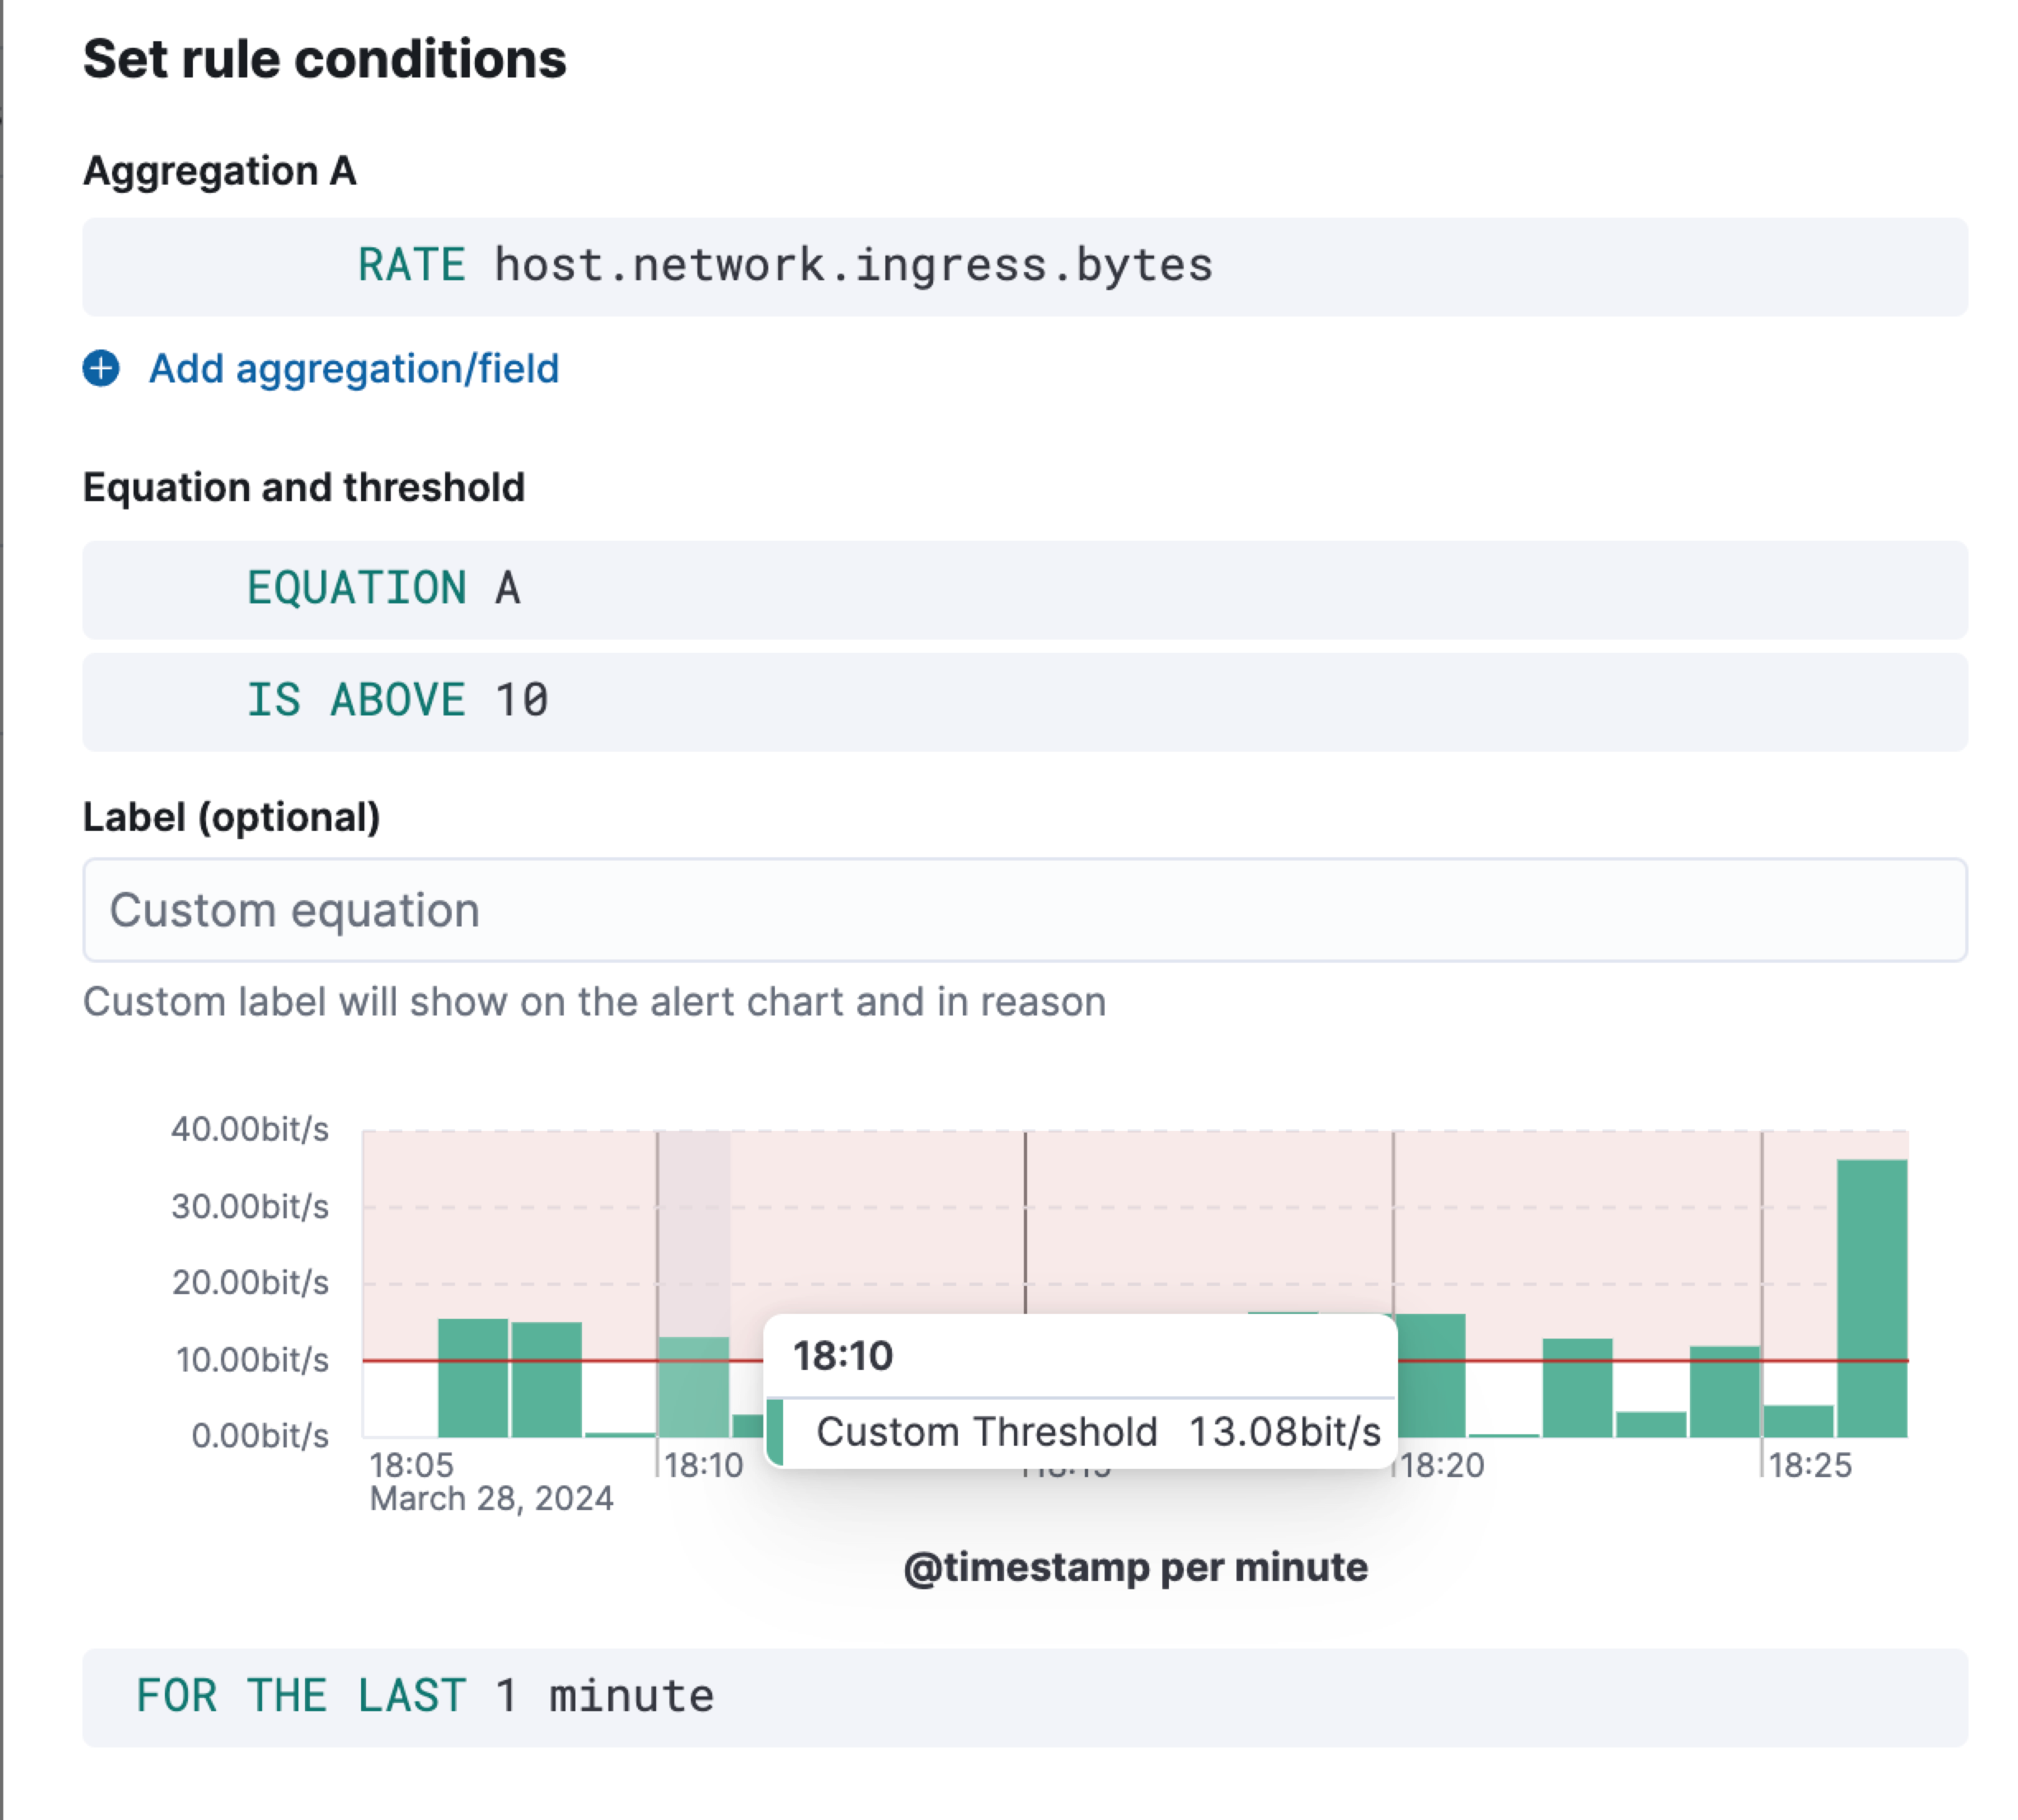 Set rule conditions
Aggregation A
RATE host.network.ingress.bytes
Add aggregation/field
Equation and threshold
EQUATION A
IS ABOVE 10
Label (optional)
Custom equation
Custom label will show on the alert chart and in reason
40.00bit/s
30.00bit/s
20.00bit/s
10.00bit/s
0.00bit/s
18:10
Custom Threshold 13.08bit/s
18:05 18:10 18:20 18:25
March 28, 2024
@timestamp per minute
FOR THE LAST 1 minute